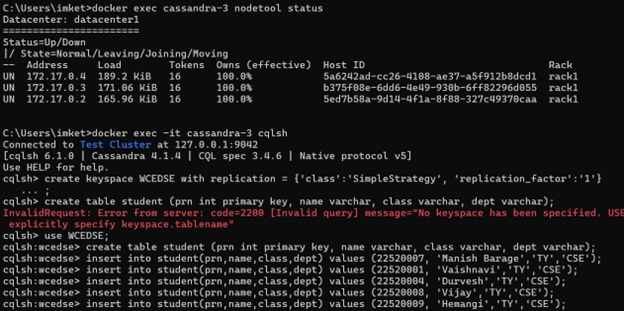 C:\Users\imket>docker exec cassandra-3 nodetool status
Datacenter: datacenter1
=======================
Status=Up/Down
|/ State=Normal/Leaving/Joining/Moving
--  Address     Load        Tokens  Owns (effective)  Host ID                               Rack
UN  172.17.0.4  189.2 KiB   16      100.0%            5a6242ad-cc26-4108-ae37-a5f912b8dcd1  rack1
UN  172.17.0.3  171.06 KiB  16      100.0%            b375f08e-6dd6-4e49-930b-6ff82296d055  rack1
UN  172.17.0.2  165.96 KiB  16      100.0%            5ed7b58a-9d14-4f1a-8f88-327c49370caa  rack1
C:\Users\imket>docker exec -it cassandra-3 cqlsh
Connected to Test Cluster at 127.0.0.1:9042
[cqlsh 6.1.0 | Cassandra 4.1.4 | CQL spec 3.4.6 | Native protocol v5]
Use HELP for help.
cqlsh> create keyspace WCEDSE with replication = {'class':'SimpleStrategy', 'replication_factor':'1'}
   ... ;
cqlsh> create table student (prn int primary key, name varchar, class varchar, dept varchar);
InvalidRequest: Error from server: code=2200 [Invalid query] message="No keyspace has been specified. USE
 explicitly specify keyspace.tablename"
cqlsh> use WCEDSE;
cqlsh:wcedse> create table student (prn int primary key, name varchar, class varchar, dept varchar);
cqlsh:wcedse> insert into student(prn,name,class,dept) values (22520007, 'Manish Barage','TY','CSE');
cqlsh:wcedse> insert into student(prn,name,class,dept) values (22520001, 'Vaishnavi','TY','CSE');
cqlsh:wcedse> insert into student(prn,name,class,dept) values (22520004, 'Durvesh','TY','CSE');
cqlsh:wcedse> insert into student(prn,name,class,dept) values (22520008, 'Vijay','TY' ,'CSE');
cqlsh:wcedse> insert into student(prn,name,class,dept) values (22520009, 'Hemangi','TY','CSE');